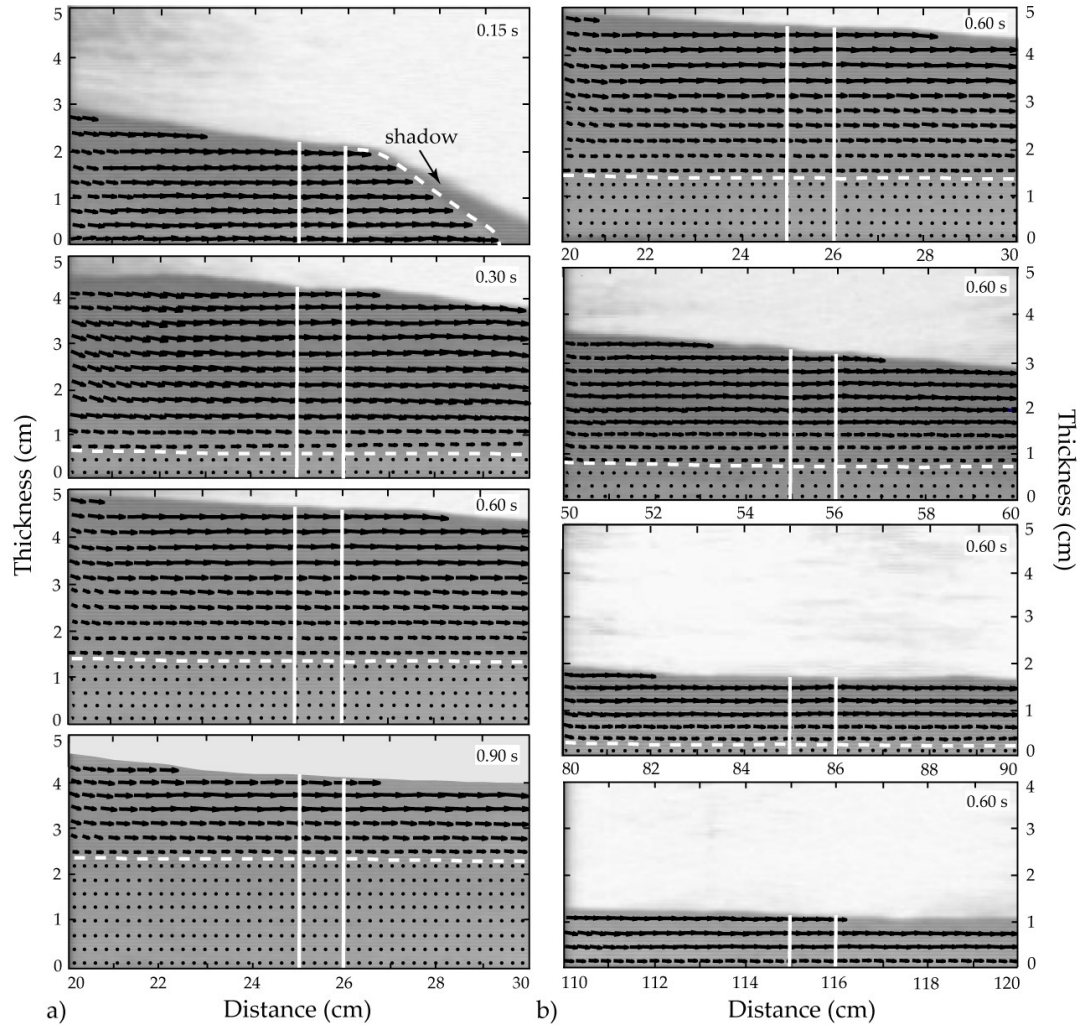 5
0.15 s
4
shadow
3
2
1
0
5
0.30 s
4
3
2
1
0
5
0.60 s
4
3
2
1
0
5
0.90 s
4
3
2
1
0
20 22 24 26 28 30
Thickness (cm)
a) Distance (cm)
0.60 s
5
4
3
2
1
0
20 22 24 26 28 30
0.60 s
5
4
3
2
1
0
50 52 54 56 58 60
0.60 s
5
4
3
2
1
0
80 82 84 86 88 90
0.60 s
4
3
2
1
0
110 112 114 116 118 120
Thickness (cm)
b) Distance (cm)